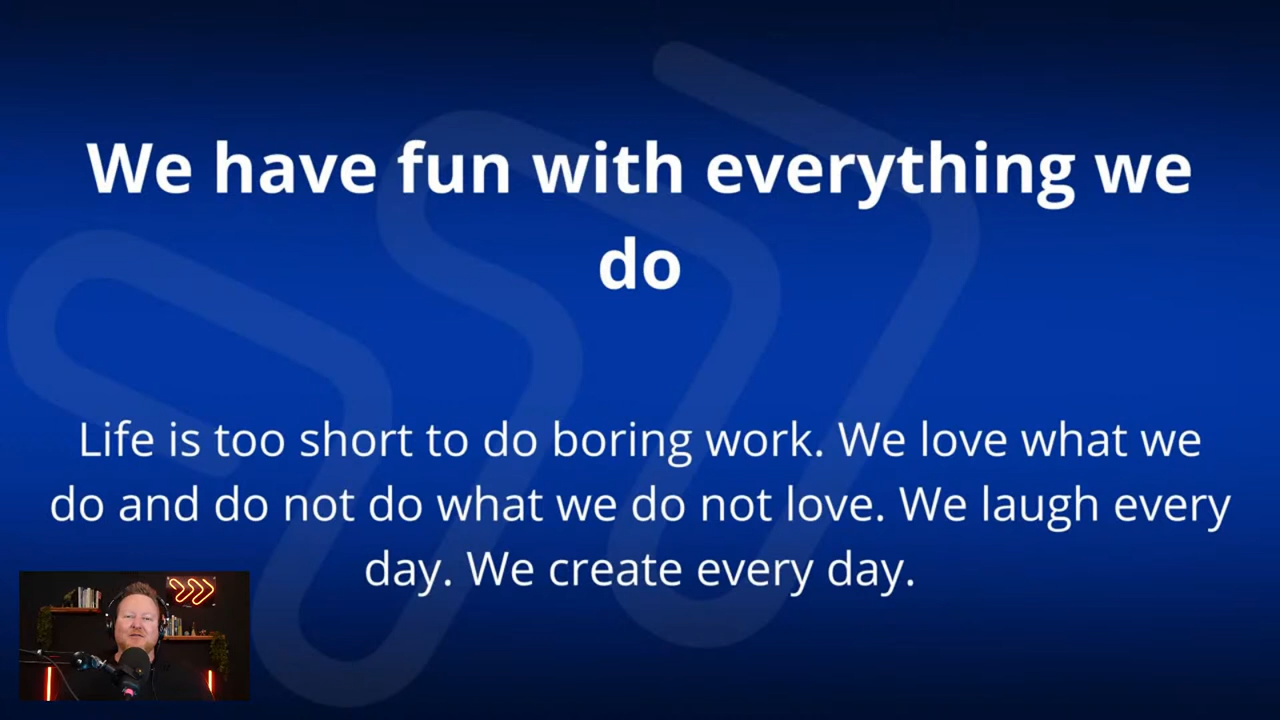 We have fun with everything we
do
Life is too short to do boring work. We love what we
do and do not do what we do not love. We laugh every
day. We create every day.